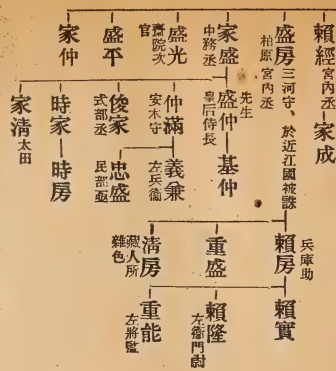 賴經 宮內丞
家成
盛房 三河守、於近江國被誅
柏原宮內丞
家盛 中務丞
盛仲 先生
皇后侍長
基仲
盛光 齋院次官
盛平
家仲
仲滿 安木守
義兼 左兵衞
忠盛 民部亟
俊家 式部丞
時家
時房
家清 太田
賴房 兵庫助
賴實
重盛
賴隆 左衞門尉
清房 藏人所雜色
重能 左將監